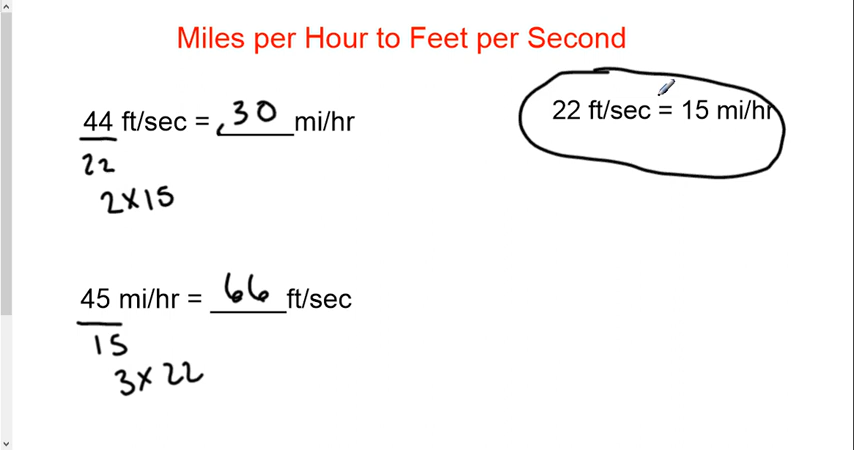 Miles per Hour to Feet per Second
44 ft/sec = 30 mi/hr
22
2x15
22 ft/sec = 15 mi/hr
45 mi/hr = 66 ft/sec
15
3x22